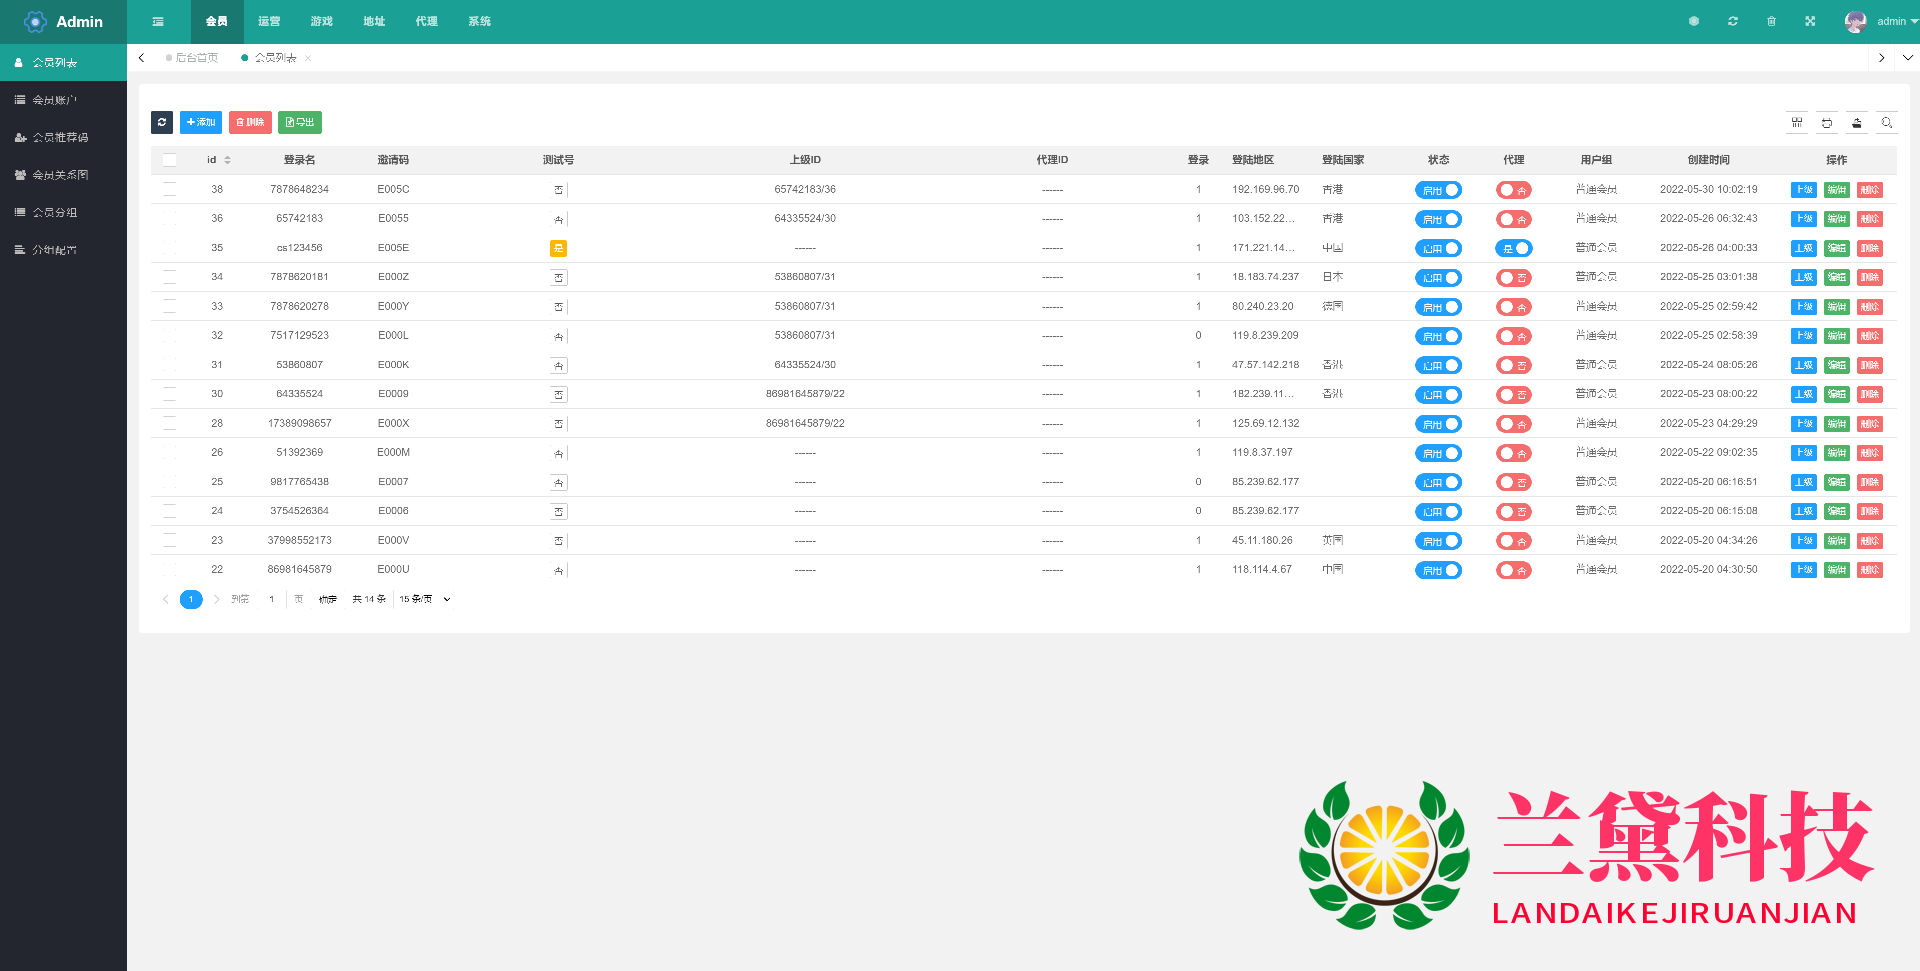 Admin 会员 运营 游戏 地址 代理 系统 admin
会员列表
会员账户
会员推荐码
会员关系图
会员分组
分组配置
后台首页 会员列表
添加 删除 导出
id 登录名 邀请码 测试号 上级ID 代理ID 登录 登陆地区 登陆国家 状态 代理 用户组 创建时间 操作
38 7878648234 E005C 否 65742183/36 ------ 1 192.169.96.70 香港 启用 否 普通会员 2022-05-30 10:02:19 上级 编辑 删除
36 65742183 E0055 否 64335524/30 ------ 1 103.152.22... 香港 启用 否 普通会员 2022-05-26 06:32:43 上级 编辑 删除
35 cs123456 E005E 是 ------ ------ 1 171.221.14... 中国 启用 是 普通会员 2022-05-26 04:00:33 上级 编辑 删除
34 7878620181 E000Z 否 53860807/31 ------ 1 18.183.74.237 日本 启用 否 普通会员 2022-05-25 03:01:38 上级 编辑 删除
33 7878620278 E000Y 否 53860807/31 ------ 1 80.240.23.20 德国 启用 否 普通会员 2022-05-25 02:59:42 上级 编辑 删除
32 7517129523 E000L 否 53860807/31 ------ 0 119.8.239.209 启用 否 普通会员 2022-05-25 02:58:39 上级 编辑 删除
31 53860807 E000K 否 64335524/30 ------ 1 47.57.142.218 香港 启用 否 普通会员 2022-05-24 08:05:26 上级 编辑 删除
30 64335524 E0009 否 86981645879/22 ------ 1 182.239.11... 香港 启用 否 普通会员 2022-05-23 08:00:22 上级 编辑 删除
28 17389098657 E000X 否 86981645879/22 ------ 1 125.69.12.132 启用 否 普通会员 2022-05-23 04:29:29 上级 编辑 删除
26 51392369 E000M 否 ------ ------ 1 119.8.37.197 启用 否 普通会员 2022-05-22 09:02:35 上级 编辑 删除
25 9817765438 E0007 否 ------ ------ 0 85.239.62.177 启用 否 普通会员 2022-05-20 06:16:51 上级 编辑 删除
24 3754526364 E0006 否 ------ ------ 0 85.239.62.177 启用 否 普通会员 2022-05-20 06:15:08 上级 编辑 删除
23 37998552173 E000V 否 ------ ------ 1 45.11.180.26 英国 启用 否 普通会员 2022-05-20 04:34:26 上级 编辑 删除
22 86981645879 E000U 否 ------ ------ 1 118.114.4.67 中国 启用 否 普通会员 2022-05-20 04:30:50 上级 编辑 删除
1 到第 1 页 确定 共 14 条 15 条/页
兰黛科技
LANDAIKEJIRUANJIAN